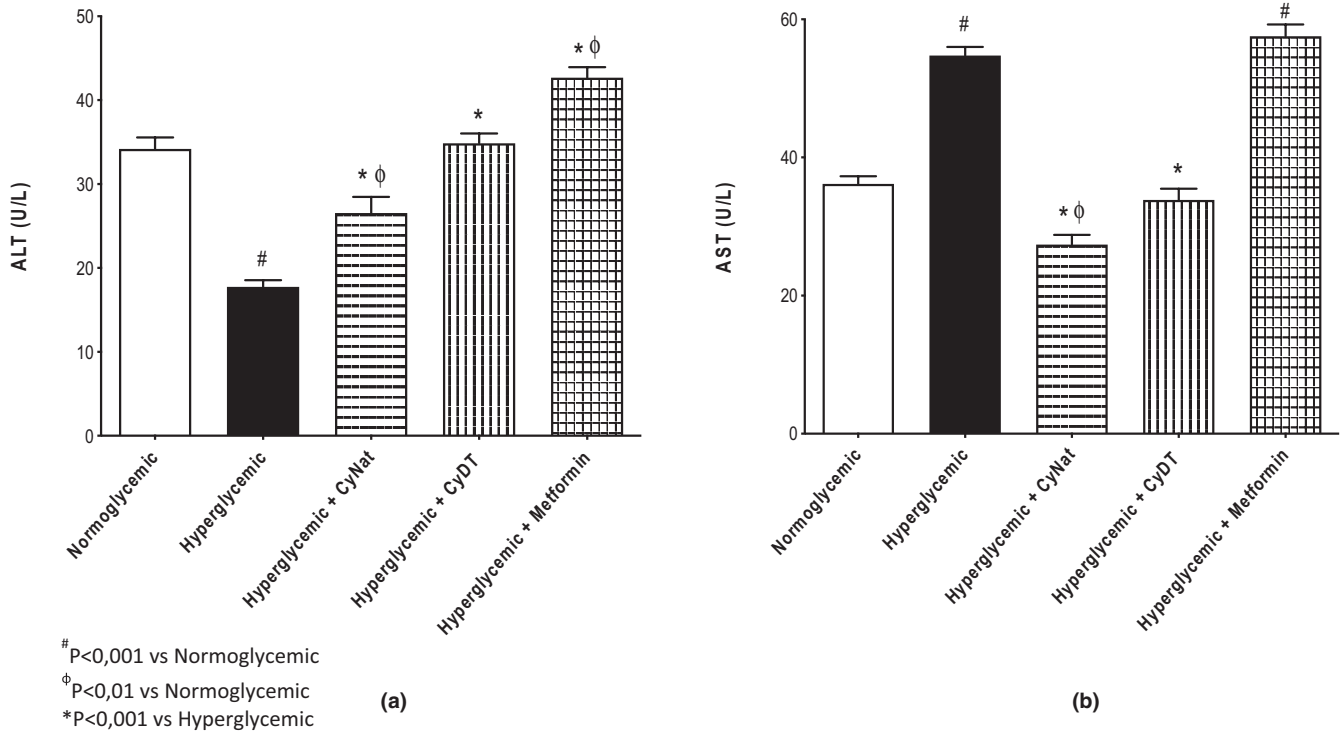 50
40
30
20
10
0
ALT (U/L)
#
* ϕ
*
* ϕ
Normoglycemic
Hyperglycemic
Hyperglycemic + CyNat
Hyperglycemic + CyDT
Hyperglycemic + Metformin
#P<0,001 vs Normoglycemic
ϕP<0,01 vs Normoglycemic
*P<0,001 vs Hyperglycemic
(a)
60
40
20
0
AST (U/L)
#
* ϕ
*
#
Normoglycemic
Hyperglycemic
Hyperglycemic + CyNat
Hyperglycemic + CyDT
Hyperglycemic + Metformin
(b)